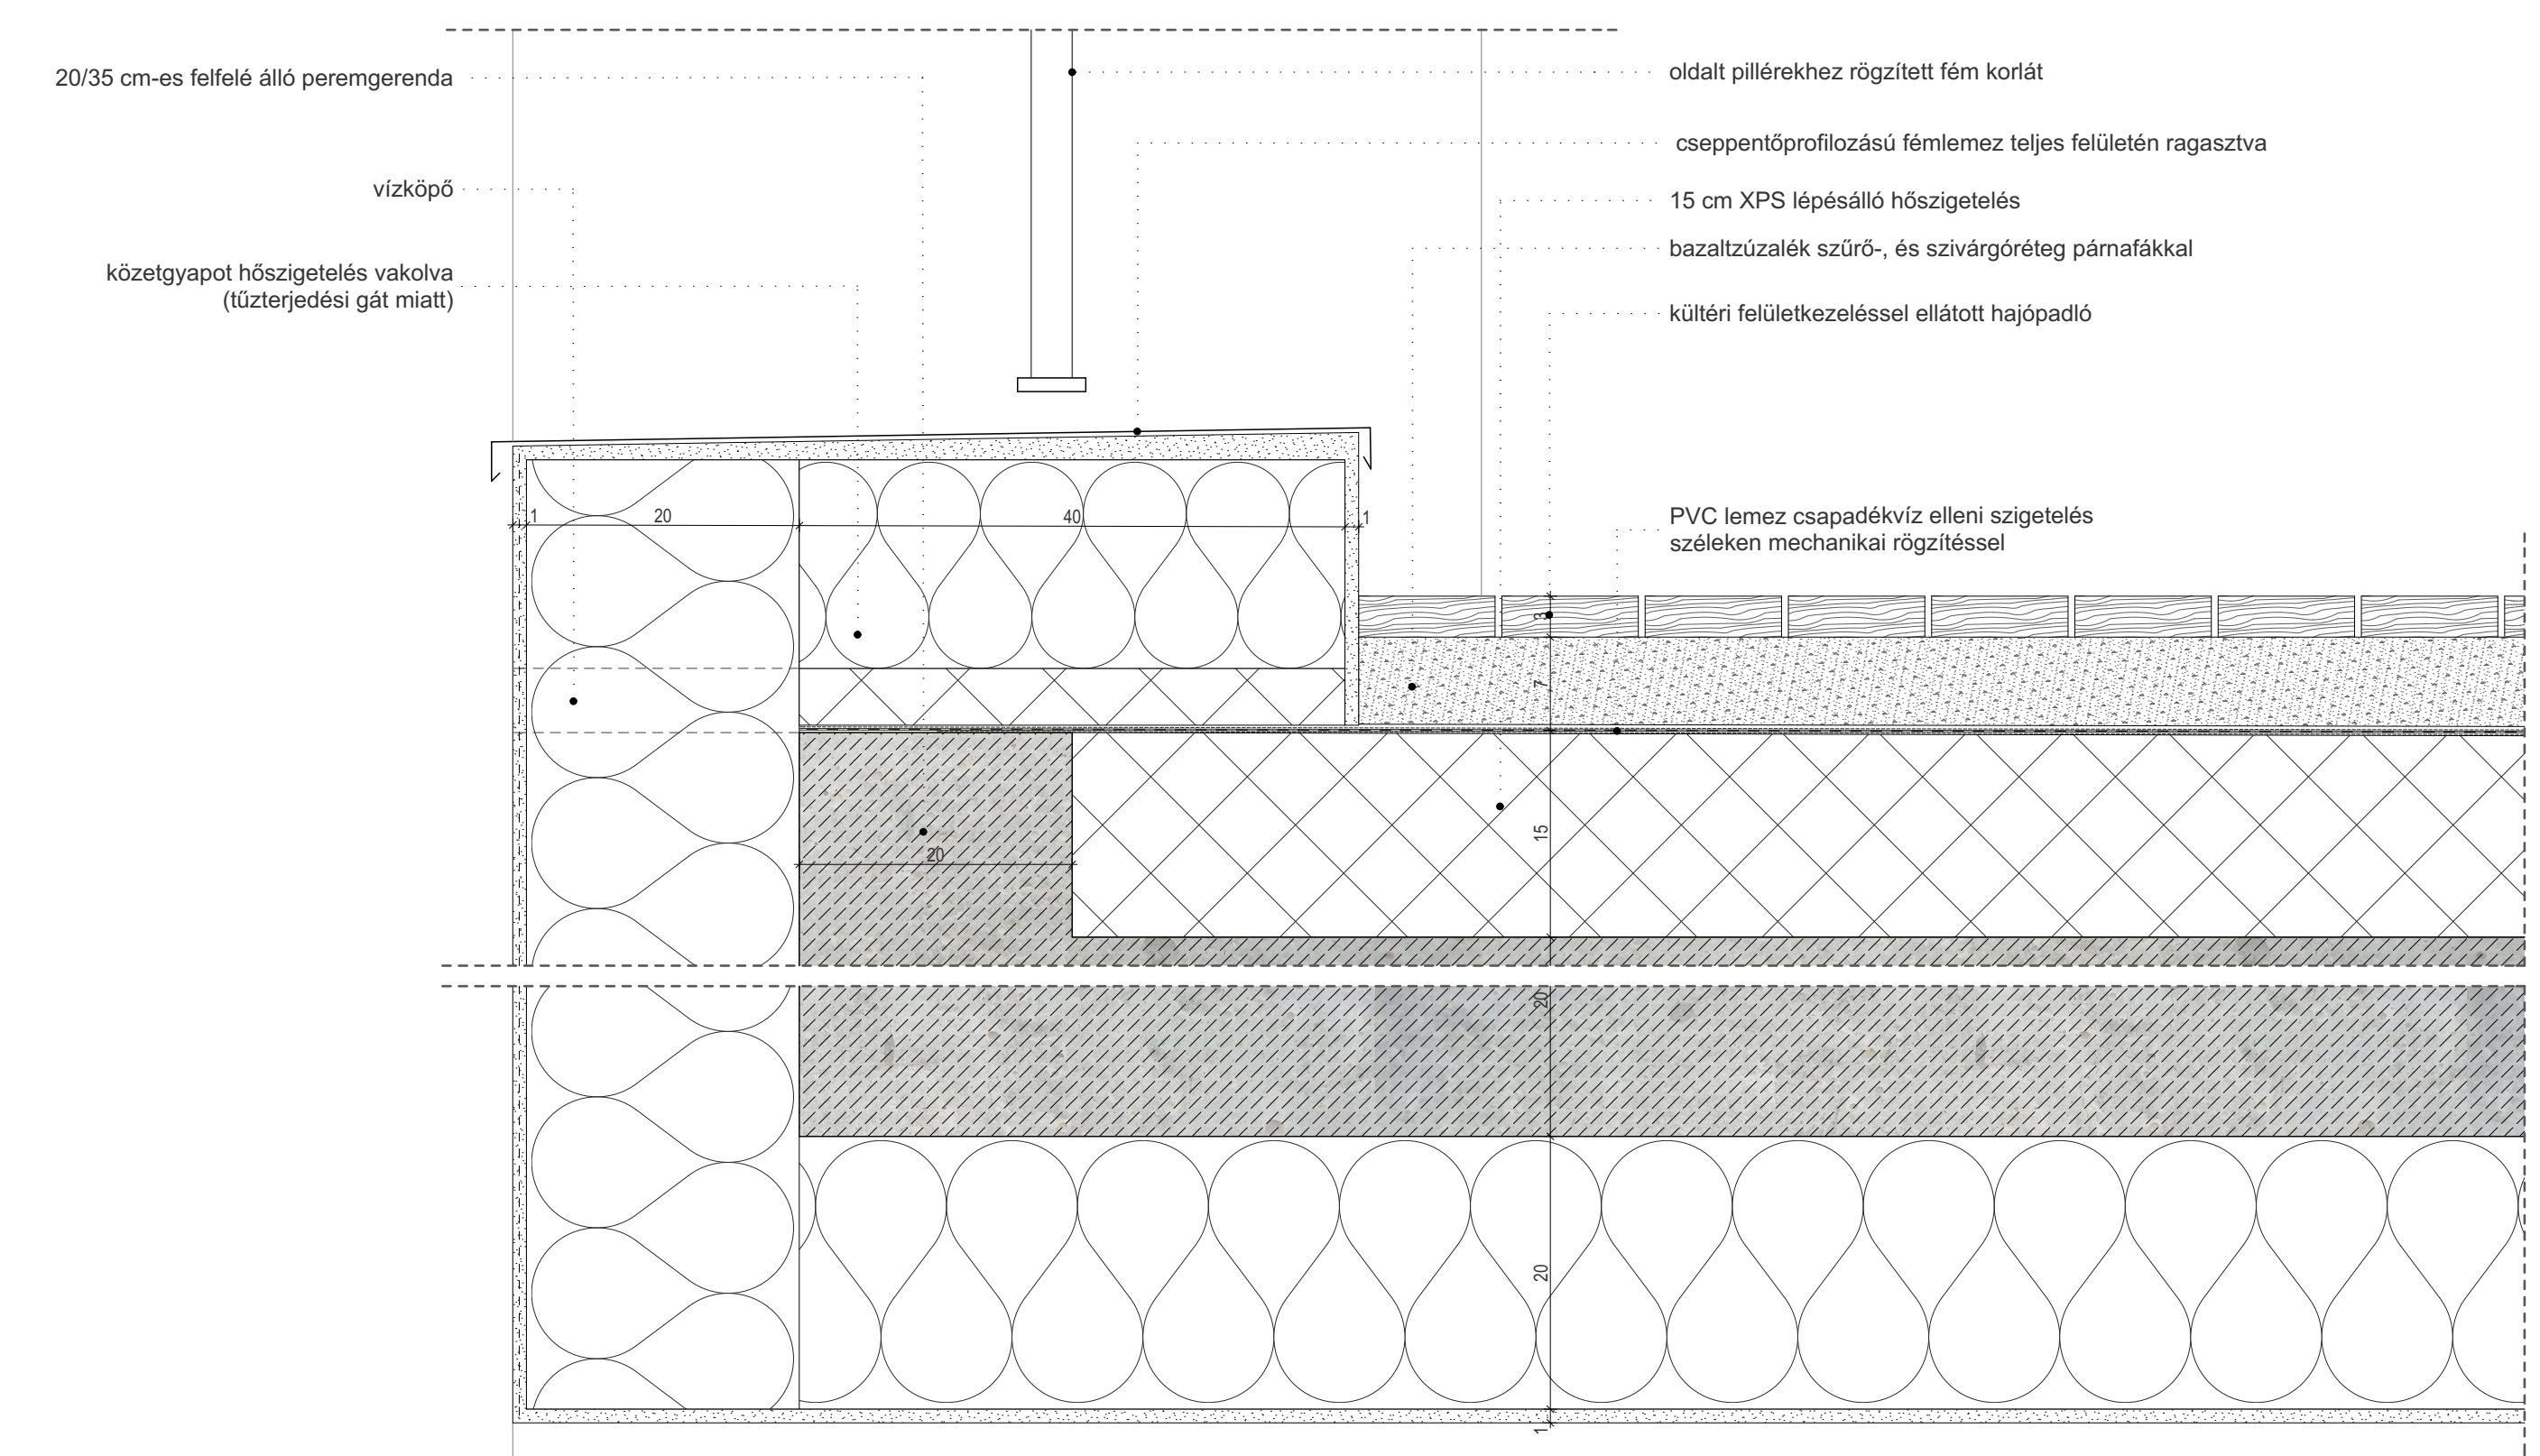 20/35 cm-es felfelé álló peremgerenda
vízköpő
közetgyapot hőszigetelés vakolva
(tűzterjedési gát miatt)
oldalt pillérekhez rögzített fém korlát
cseppentőprofilozású fémlemez teljes felületén ragasztva
15 cm XPS lépésálló hőszigetelés
bazaltzúzalék szűrő-, és szivárgóréteg párnafákkal
kültéri felületkezeléssel ellátott hajópadló
PVC lemez csapadékvíz elleni szigetelés
széleken mechanikai rögzítéssel
1
20
40
1
3
7
15
20
20
20
1